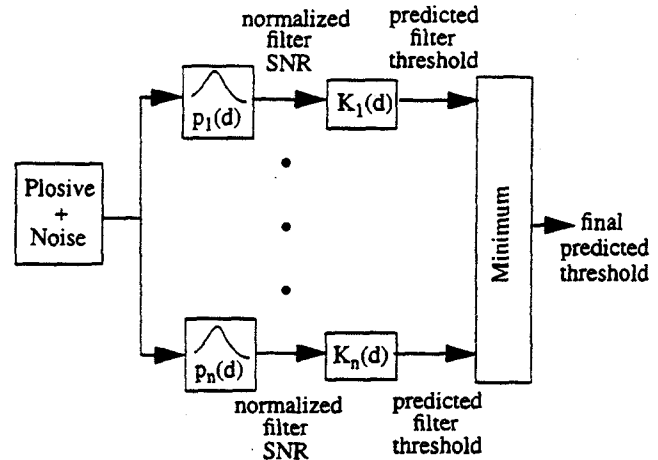 normalized
filter
SNR
predicted
filter
threshold
p1(d)
K1(d)
Plosive
+
Noise
Minimum
final
predicted
threshold
pn(d)
Kn(d)
normalized
filter
SNR
predicted
filter
threshold